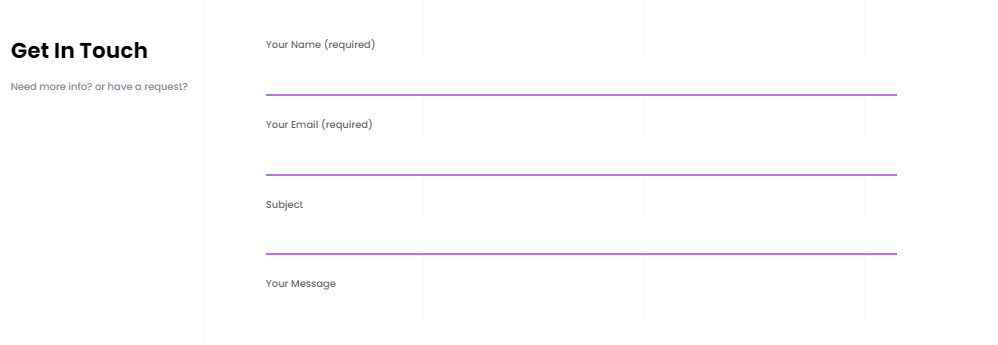 Get In Touch
Need more info? or have a request?
Your Name (required)
Your Email (required)
Subject
Your Message